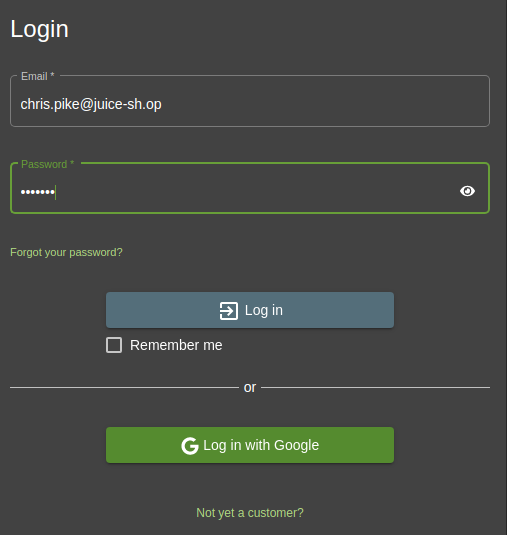 Login
Email *
chris.pike@juice-sh.op
Password *
•••••••
Forgot your password?
Log in
Remember me
or
Log in with Google
Not yet a customer?